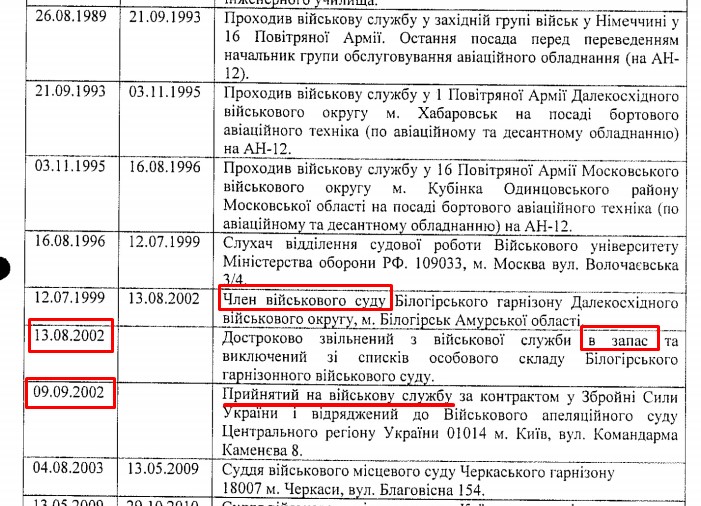 інженерного училища.
26.08.1989 21.09.1993 Проходив військову службу у західній групі військ у Німеччині у
16 Повітряної Армії. Остання посада перед переведенням
начальник групи обслуговування авіаційного обладнання (на АН-
12).
21.09.1993 03.11.1995 Проходив військову службу у 1 Повітряної Армії Далекосхідного
військового округу м. Хабаровськ на посаді бортового
авіаційного техніка (по авіаційному та десантному обладнанню)
на АН-12.
03.11.1995 16.08.1996 Проходив військову службу у 16 Повітряної Армії Московського
військового округу м. Кубінка Одинцовського району
Московської області на посаді бортового авіаційного техніка (по
авіаційному та десантному обладнанню) на АН-12.
16.08.1996 12.07.1999 Слухач відділення судової роботи Військового університету
Міністерства оборони РФ. 109033, м. Москва вул. Волочаєвська
3/4.
12.07.1999 13.08.2002 Член військового суду Білогірського гарнізону Далекосхідного
військового округу, м. Білогірськ Амурської області
13.08.2002 Достроково звільнений з військової служби в запас та
виключений зі списків особового складу Білогірського
гарнізонного військового суду.
09.09.2002 Прийнятий на військову службу за контрактом у Збройні Сили
України і відряджений до Військового апеляційного суду
Центрального регіону України 01014 м. Київ, вул. Командарма
Каменєва 8.
04.08.2003 13.05.2009 Суддя військового місцевого суду Черкаського гарнізону
18007 м. Черкаси, вул. Благовісна 154.
13.05.2009 29.10.2010